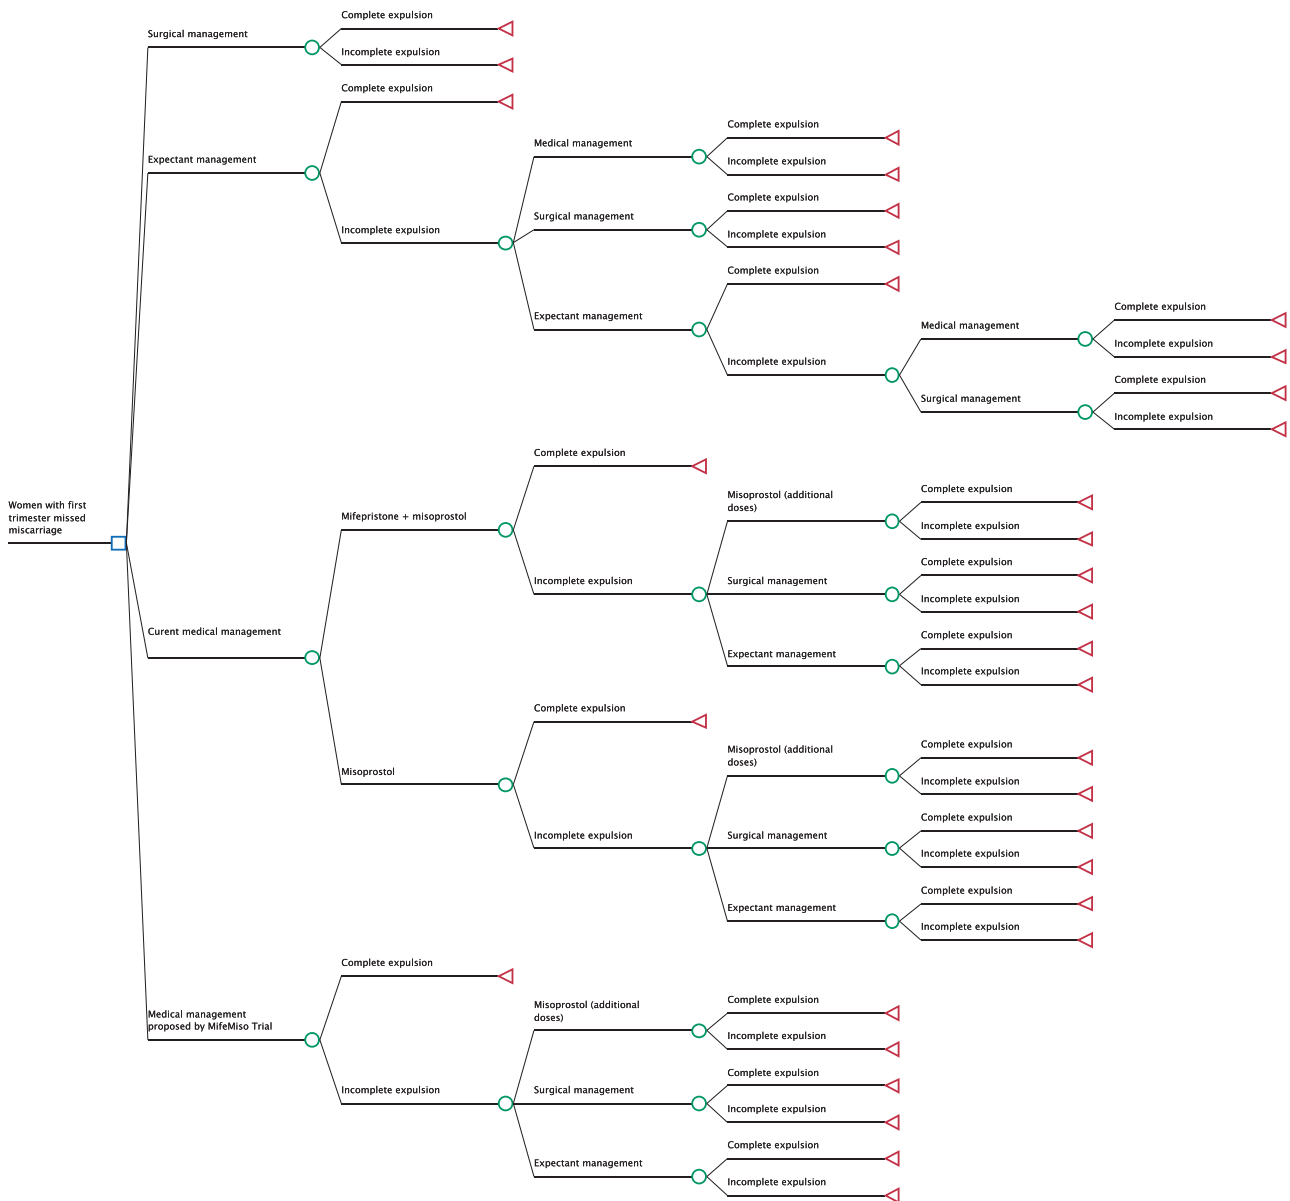 Complete expulsion
Surgical management
Incomplete expulsion
Complete expulsion
Expectant management
Incomplete expulsion
Medical management
Complete expulsion
Incomplete expulsion
Surgical management
Complete expulsion
Incomplete expulsion
Expectant management
Complete expulsion
Incomplete expulsion
Medical management
Complete expulsion
Incomplete expulsion
Surgical management
Complete expulsion
Incomplete expulsion
Women with first
trimester missed
miscarriage
Curent medical management
Mifepristone + misoprostol
Complete expulsion
Incomplete expulsion
Misoprostol (additional
doses)
Complete expulsion
Incomplete expulsion
Surgical management
Complete expulsion
Incomplete expulsion
Expectant management
Complete expulsion
Incomplete expulsion
Misoprostol
Complete expulsion
Incomplete expulsion
Misoprostol (additional
doses)
Complete expulsion
Incomplete expulsion
Surgical management
Complete expulsion
Incomplete expulsion
Expectant management
Complete expulsion
Incomplete expulsion
Medical management
proposed by MifeMiso Trial
Complete expulsion
Incomplete expulsion
Misoprostol (additional
doses)
Complete expulsion
Incomplete expulsion
Surgical management
Complete expulsion
Incomplete expulsion
Expectant management
Complete expulsion
Incomplete expulsion